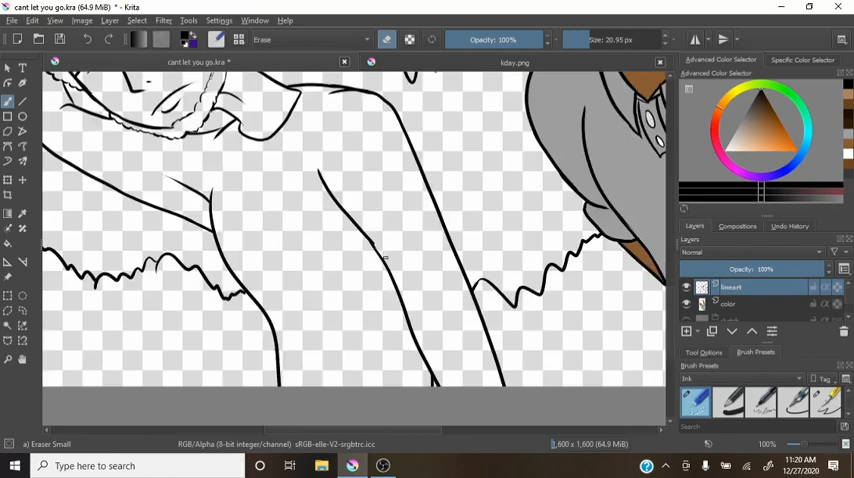 cant let you go.kra (64.9 MiB) * - Krita
File Edit View Image Layer Select Filter Tools Settings Window Help
Erase
Opacity: 100%
Size: 20.95 px
cant let you go.kra *
kday.png
Advanced Color Selector
Specific Color Selector
Advanced Color Selector
Layers
Compositions
Undo History
Layers
Normal
Opacity: 100%
lineart
color
Tool Options
Brush Presets
Brush Presets
Ink
Tag
Search
a) Eraser Small
RGB/Alpha (8-bit integer/channel) sRGB-elle-V2-srgbtrc.icc
1,600 x 1,600 (64.9 MiB)
100%
Type here to search
11:20 AM
12/27/2020